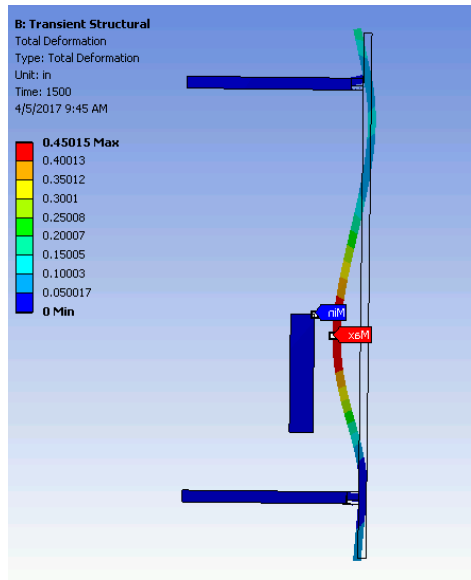 B: Transient Structural
Total Deformation
Type: Total Deformation
Unit: in
Time: 1500
4/5/2017 9:45 AM
0.45015 Max
0.40013
0.35012
0.3001
0.25008
0.20007
0.15005
0.10003
0.050017
0 Min
Min
Max